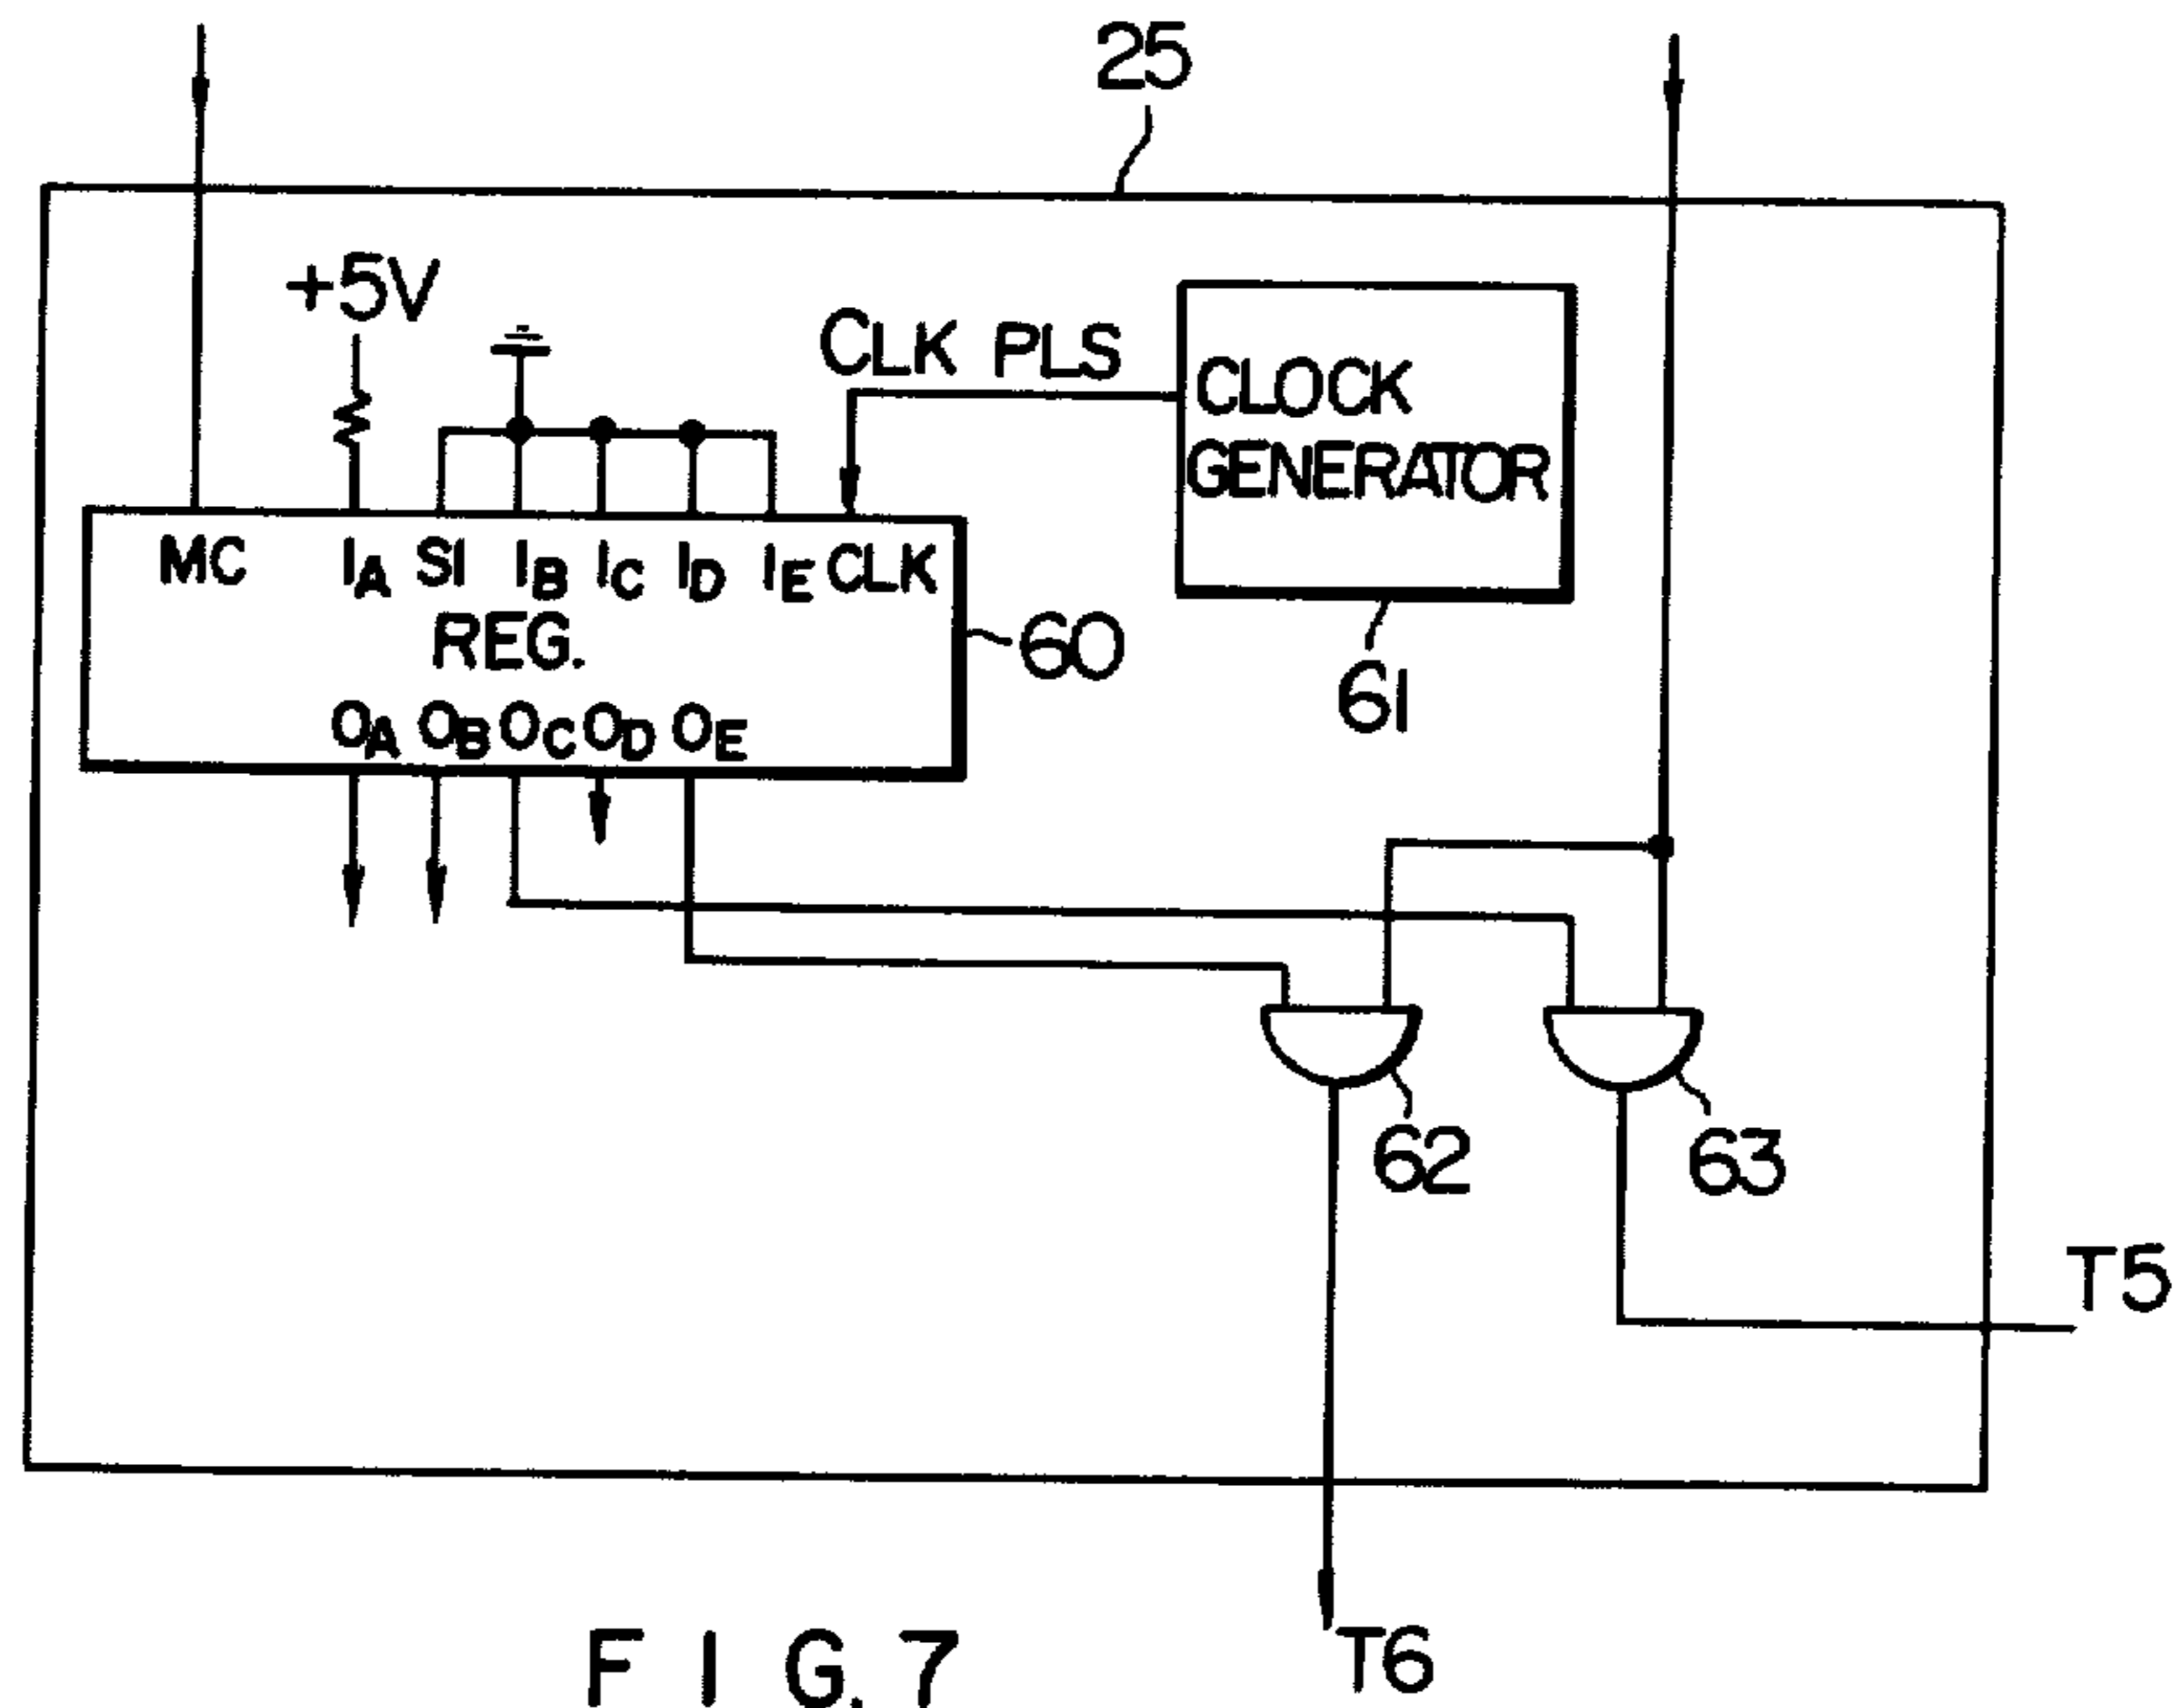 25
+5V
CLK PLS
CLOCK
GENERATOR
MC IA SI IB IC ID IE CLK
REG.
60
OA OB OC OD OE
61
62
63
T5
T6
FIG. 7